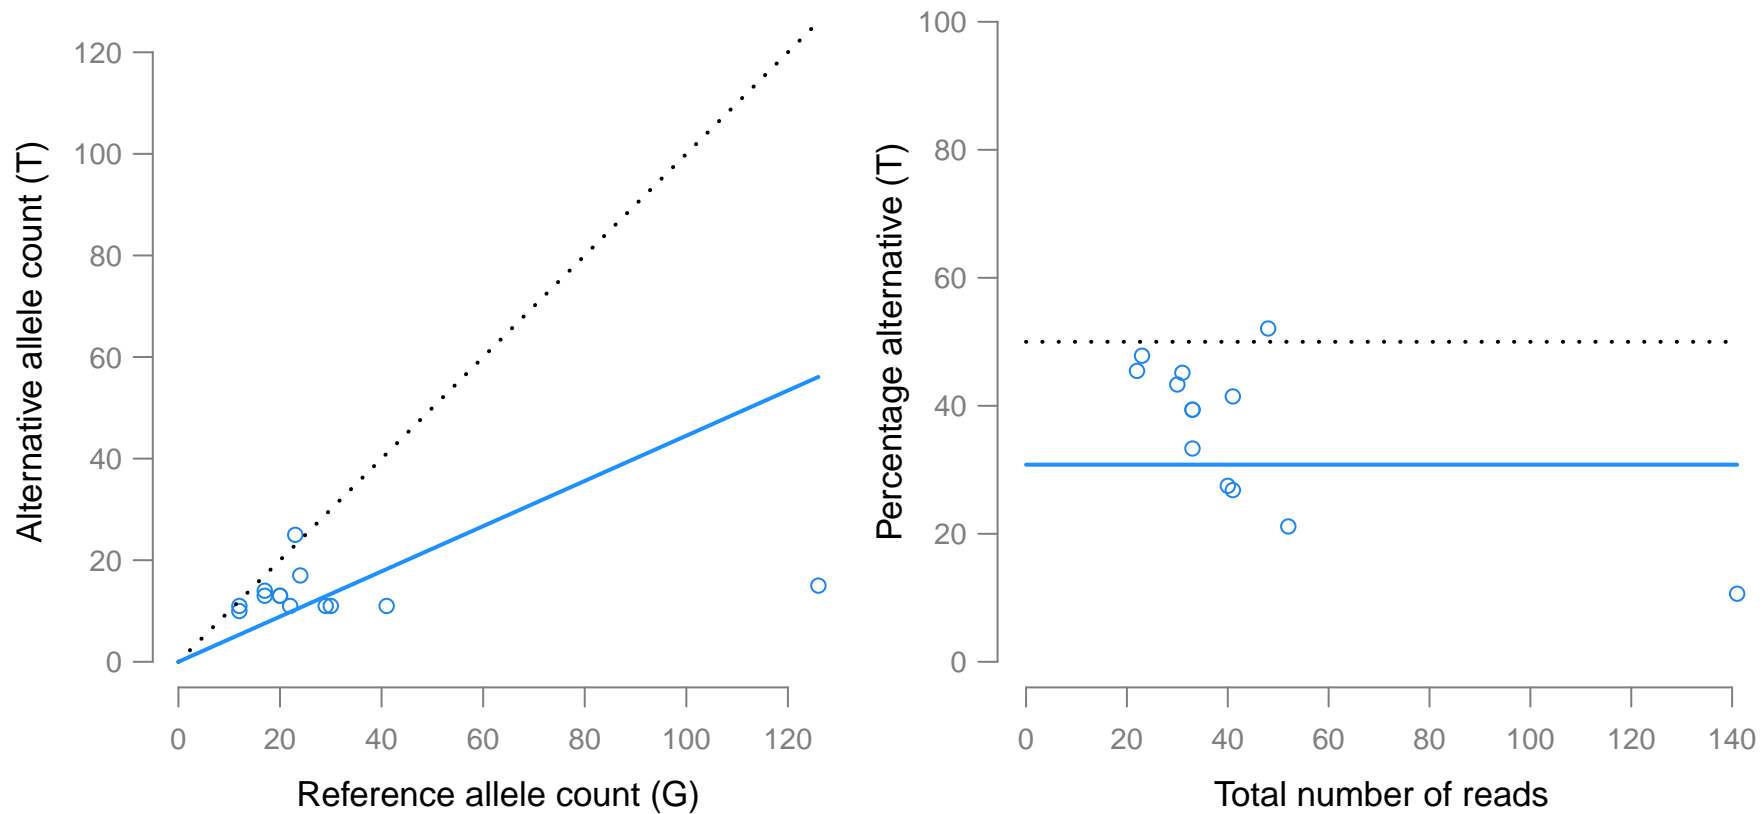 Alternative allele count (T)
120
100
80
60
40
20
0
0 20 40 60 80 100 120
Reference allele count (G)
Percentage alternative (T)
100
80
60
40
20
0
0 20 40 60 80 100 120 140
Total number of reads